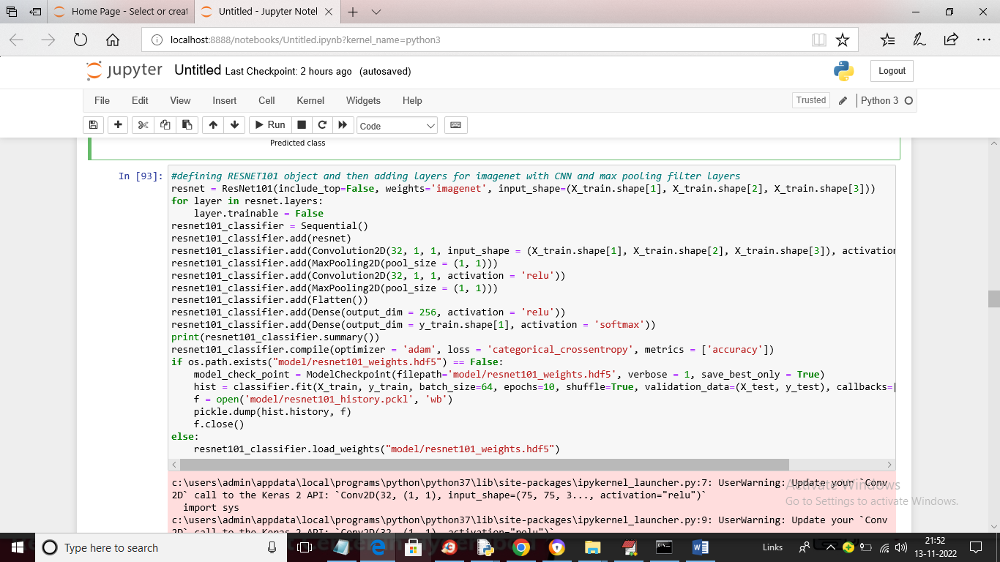 Home Page - Select or creat
Untitled - Jupyter Notel
localhost:8888/notebooks/Untitled.ipynb?kernel_name=python3
jupyter Untitled Last Checkpoint: 2 hours ago (autosaved)
Logout
File Edit View Insert Cell Kernel Widgets Help
Trusted Python 3
Run Code
Predicted class
In [93]: #defining RESNET101 object and then adding layers for imagenet with CNN and max pooling filter layers
resnet = ResNet101(include_top=False, weights='imagenet', input_shape=(X_train.shape[1], X_train.shape[2], X_train.shape[3]))
for layer in resnet.layers:
    layer.trainable = False
resnet101_classifier = Sequential()
resnet101_classifier.add(resnet)
resnet101_classifier.add(Convolution2D(32, 1, 1, input_shape = (X_train.shape[1], X_train.shape[2], X_train.shape[3]), activation
resnet101_classifier.add(MaxPooling2D(pool_size = (1, 1)))
resnet101_classifier.add(Convolution2D(32, 1, 1, activation = 'relu'))
resnet101_classifier.add(MaxPooling2D(pool_size = (1, 1)))
resnet101_classifier.add(Flatten())
resnet101_classifier.add(Dense(output_dim = 256, activation = 'relu'))
resnet101_classifier.add(Dense(output_dim = y_train.shape[1], activation = 'softmax'))
print(resnet101_classifier.summary())
resnet101_classifier.compile(optimizer = 'adam', loss = 'categorical_crossentropy', metrics = ['accuracy'])
if os.path.exists("model/resnet101_weights.hdf5") == False:
    model_check_point = ModelCheckpoint(filepath='model/resnet101_weights.hdf5', verbose = 1, save_best_only = True)
    hist = classifier.fit(X_train, y_train, batch_size=64, epochs=10, shuffle=True, validation_data=(X_test, y_test), callbacks=[
    f = open('model/resnet101_history.pckl', 'wb')
    pickle.dump(hist.history, f)
    f.close()
else:
    resnet101_classifier.load_weights("model/resnet101_weights.hdf5")
c:\users\admin\appdata\local\programs\python\python37\lib\site-packages\ipykernel_launcher.py:7: UserWarning: Update your `Conv
2D` call to the Keras 2 API: `Conv2D(32, (1, 1), input_shape=(75, 75, 3..., activation="relu")`
  import sys
c:\users\admin\appdata\local\programs\python\python37\lib\site-packages\ipykernel_launcher.py:9: UserWarning: Update your `Conv
2D` call to the Keras 2 API: `Conv2D(32, (1, 1), activation="relu")`
Activate Windows
Go to Settings to activate Windows.
Type here to search
Links
21:52
13-11-2022